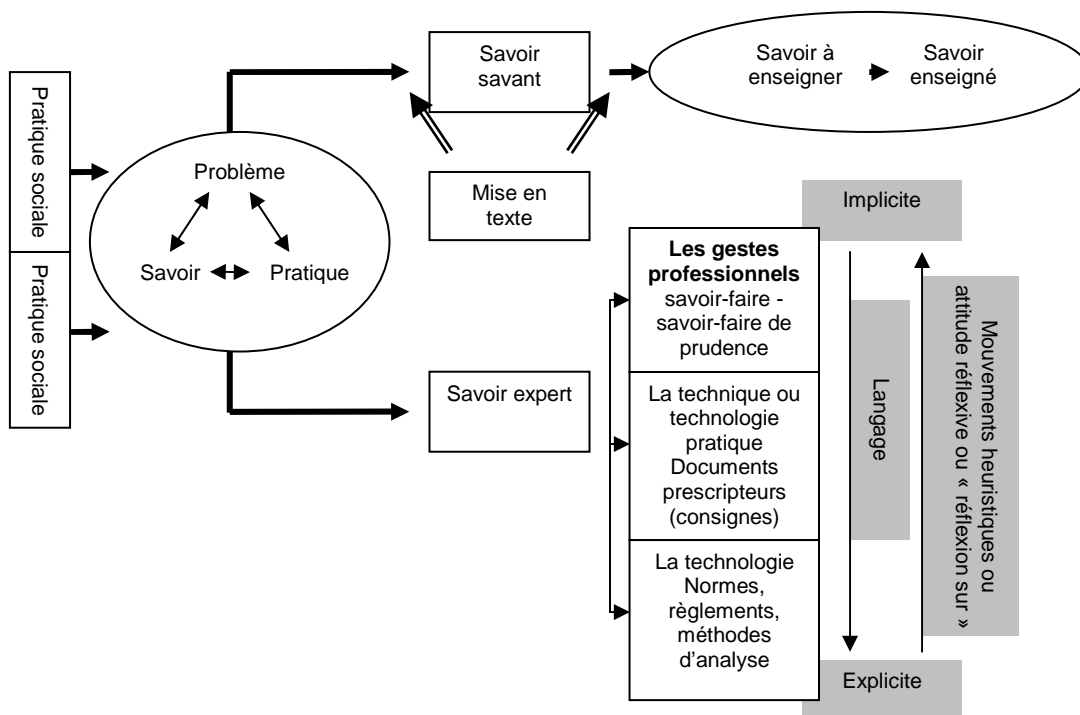 Pratique sociale
Pratique sociale
Problème
Savoir
Pratique
Savoir
savant
Mise en
texte
Savoir à
enseigner
Savoir
enseigné
Savoir expert
Les gestes
professionnels
savoir-faire -
savoir-faire de
prudence
La technique ou
technologie
pratique
Documents
prescripteurs
(consignes)
La technologie
Normes,
règlements,
méthodes
d’analyse
Implicite
Langage
Mouvements heuristiques ou
attitude réflexive ou « réflexion sur »
Explicite